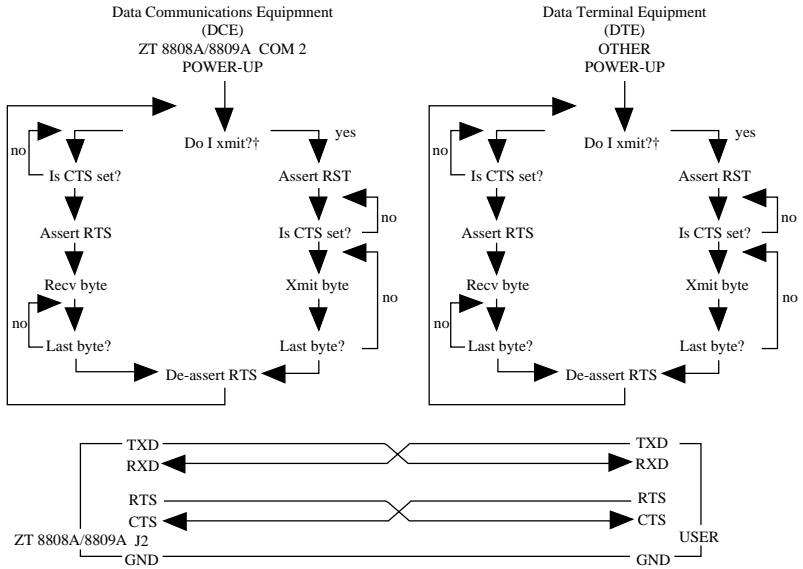 Data Communications Equipmnent
(DCE)
ZT 8808A/8809A COM 2
POWER-UP
Do I xmit?†
yes
no
Is CTS set?
Assert RST
no
Assert RTS
Is CTS set?
Recv byte
Xmit byte
no
no
Last byte?
Last byte?
De-assert RTS
Data Terminal Equipment
(DTE)
OTHER
POWER-UP
Do I xmit?†
yes
no
Is CTS set?
Assert RST
no
Assert RTS
Is CTS set?
Recv byte
Xmit byte
no
no
Last byte?
Last byte?
De-assert RTS
TXD
TXD
RXD
RXD
RTS
RTS
CTS
CTS
ZT 8808A/8809A J2
USER
GND
GND